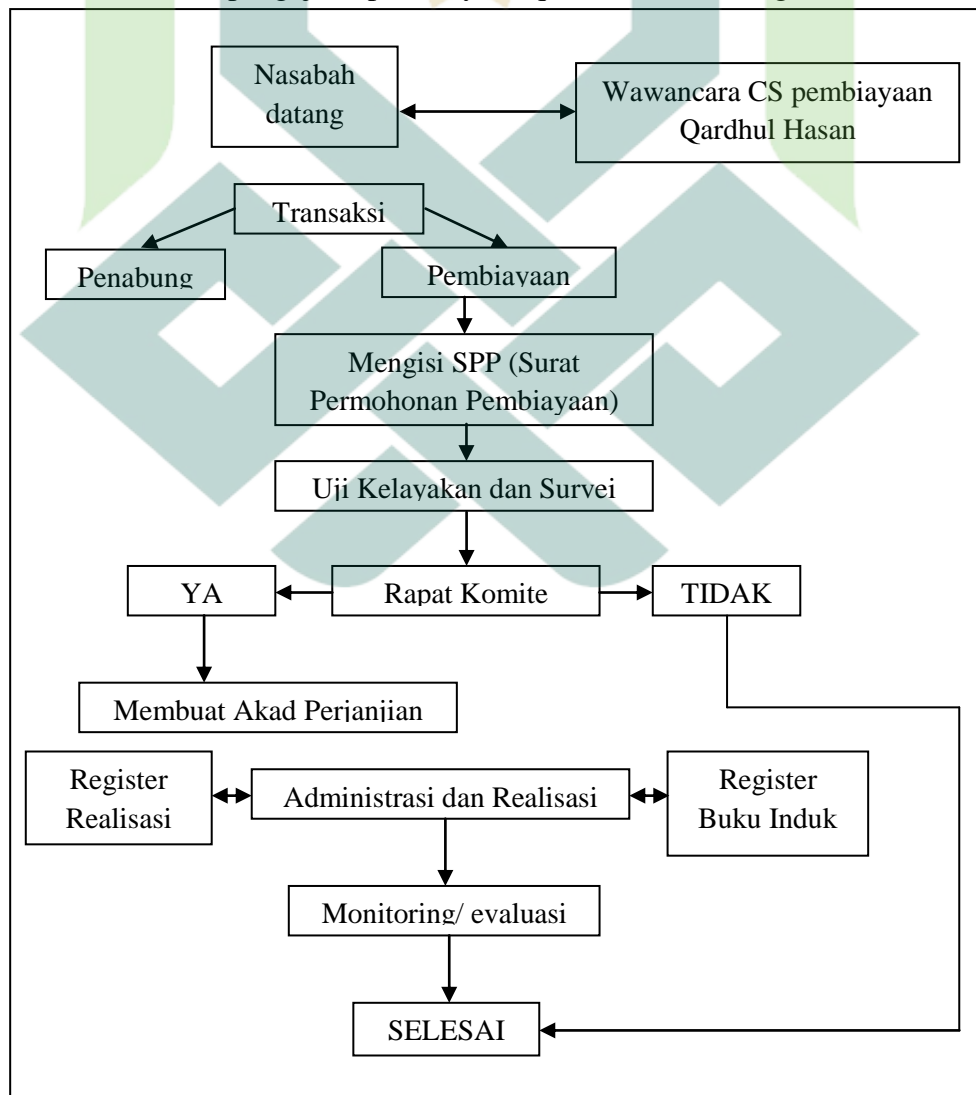 Nasabah
datang
Wawancara CS pembiayaan
Qardhul Hasan
Transaksi
Penabung
Pembiayaan
Mengisi SPP (Surat
Permohonan Pembiayaan)
Uji Kelayakan dan Survei
YA
Rapat Komite
TIDAK
Membuat Akad Perjanjian
Register
Realisasi
Administrasi dan Realisasi
Register
Buku Induk
Monitoring/ evaluasi
SELESAI